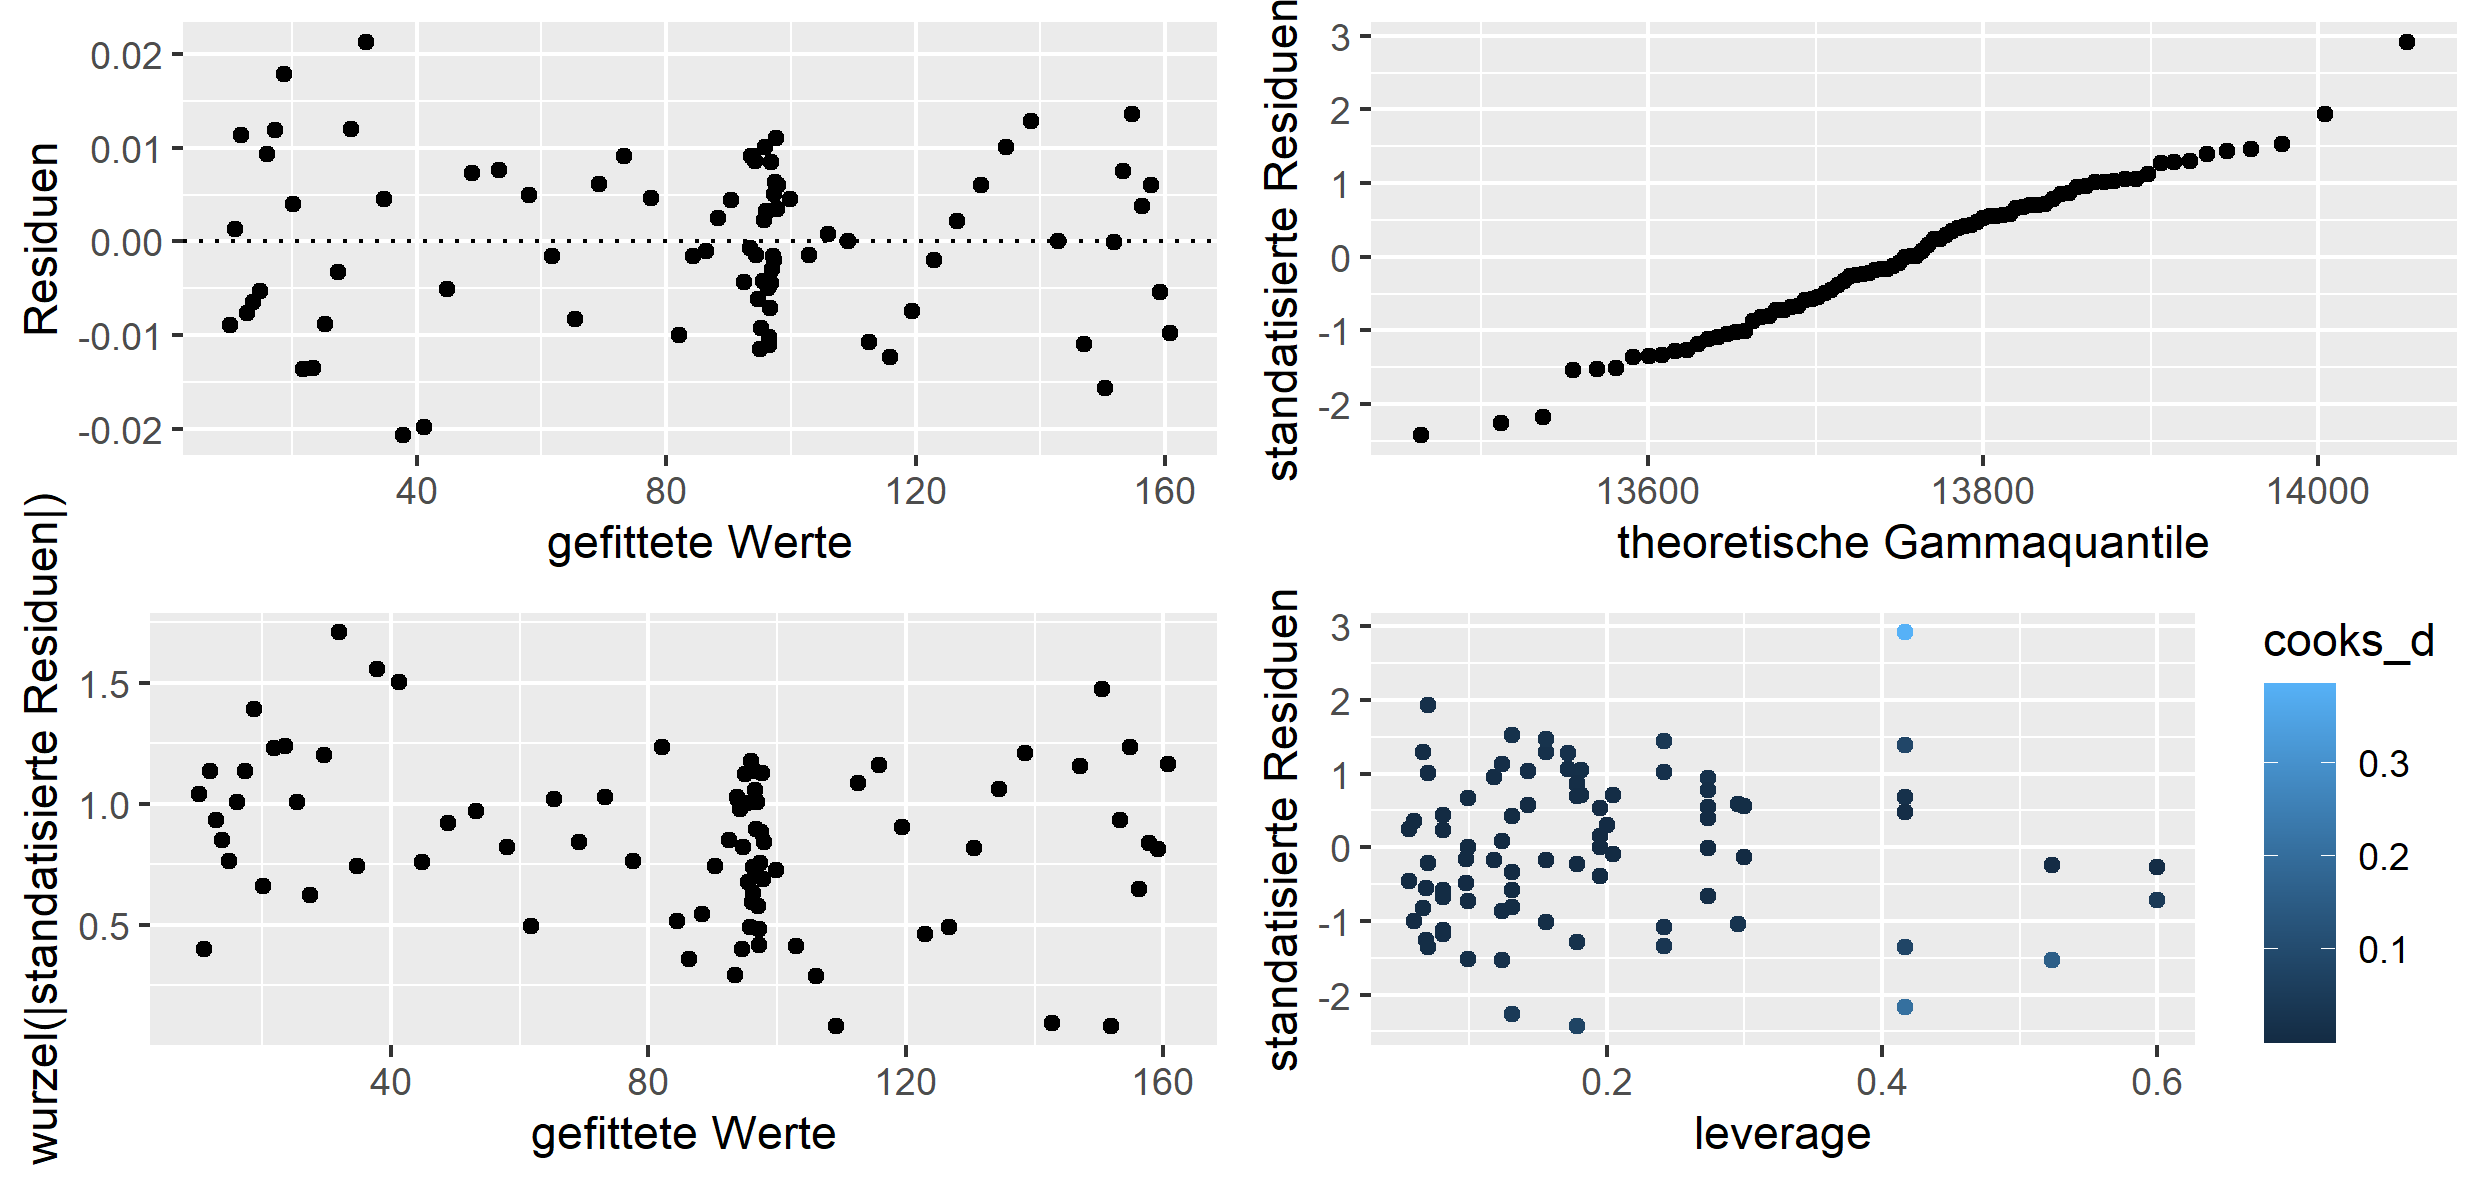 Residuen
0.02
0.01
0.00
-0.01
-0.02
40 80 120 160
gefittete Werte
standatisierte Residuen
3
2
1
0
-1
-2
13600 13800 14000
theoretische Gammaquantile
wurzel(|standatisierte Residuen|)
1.5
1.0
0.5
40 80 120 160
gefittete Werte
standatisierte Residuen
3
2
1
0
-1
-2
0.2 0.4 0.6
leverage
cooks_d
0.3
0.2
0.1